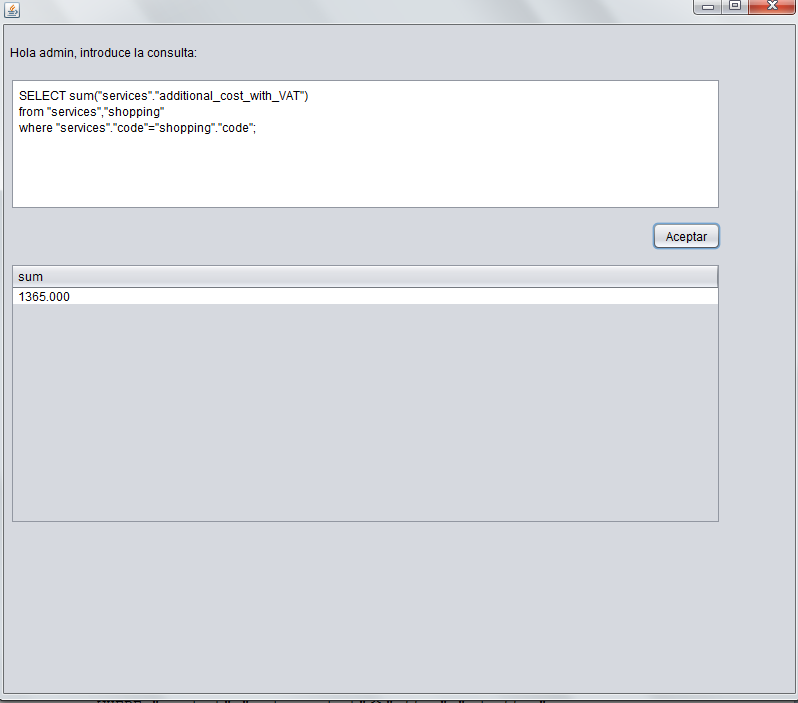 Hola admin, introduce la consulta:
SELECT sum("services"."additional_cost_with_VAT")
from "services","shopping"
where "services"."code"="shopping"."code";
Aceptar
sum
1365.000